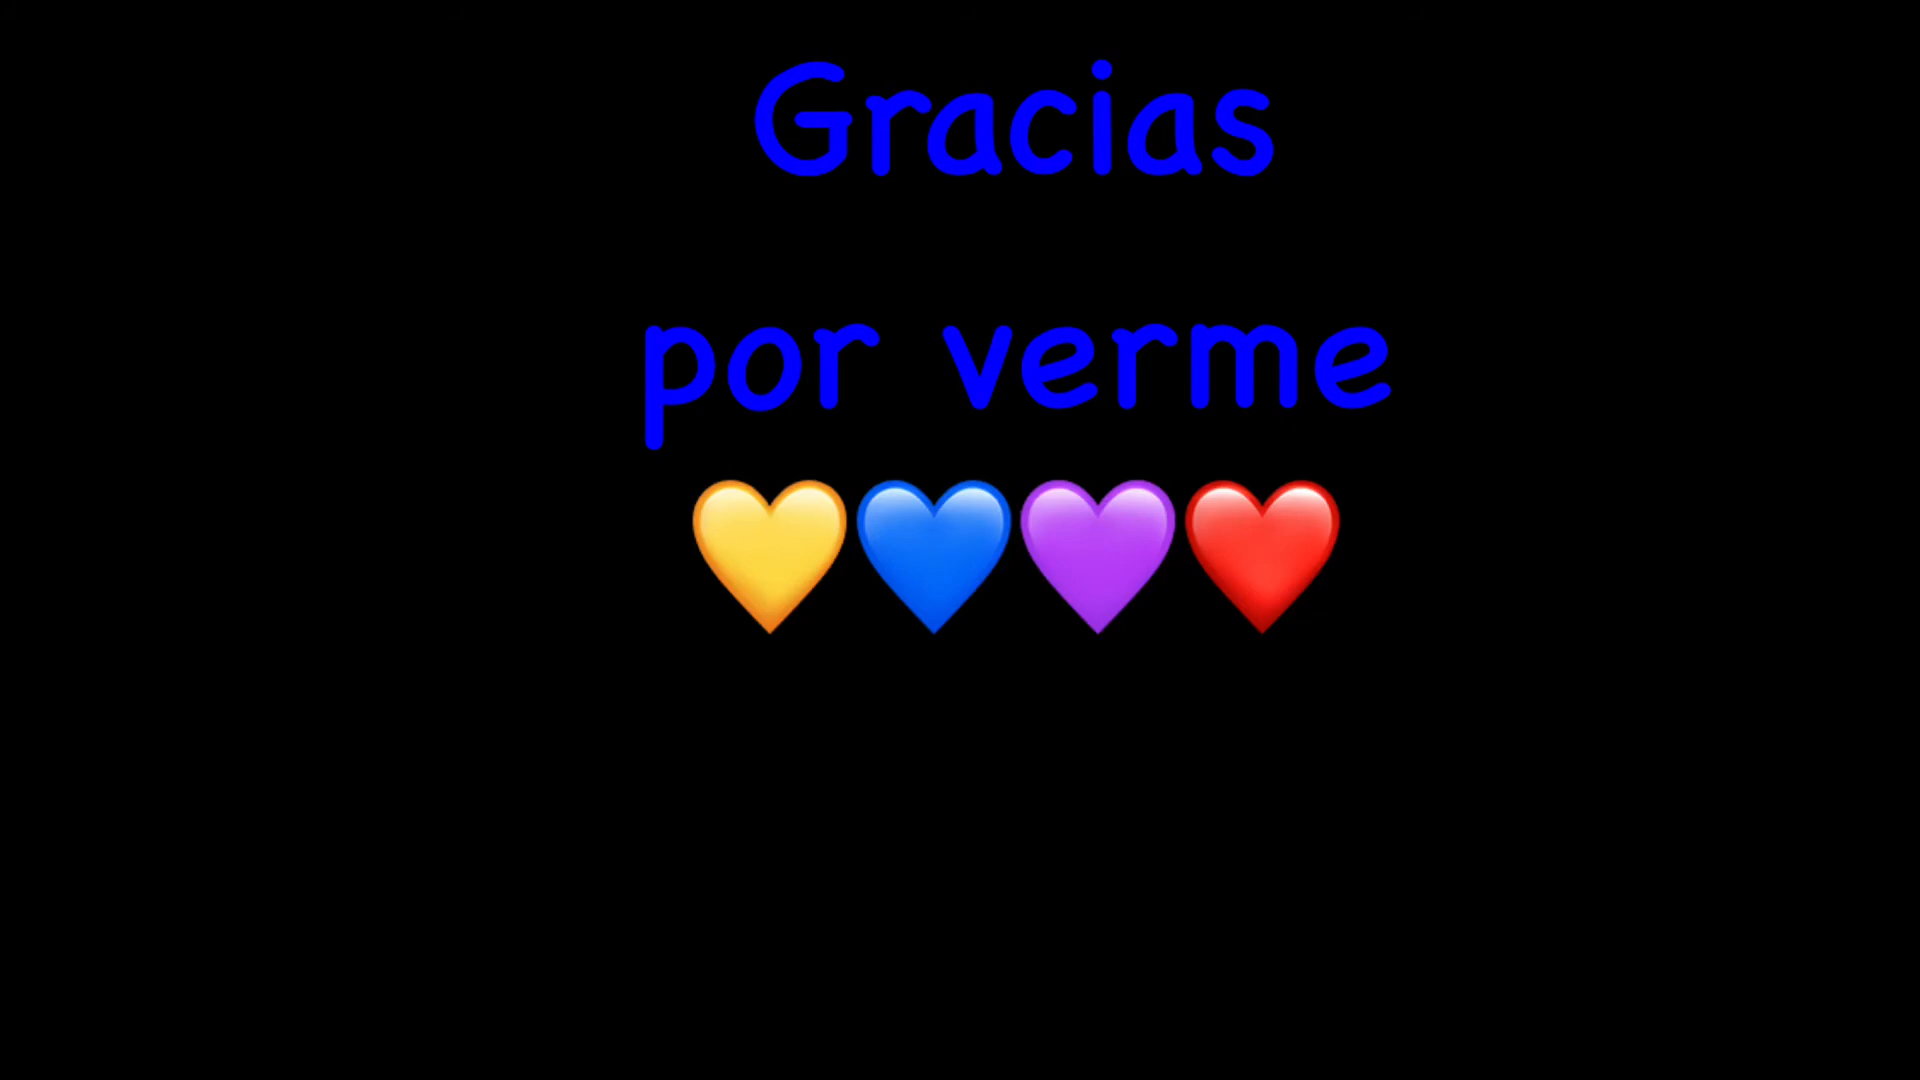 Gracias
por verme
💛💙💜❤️